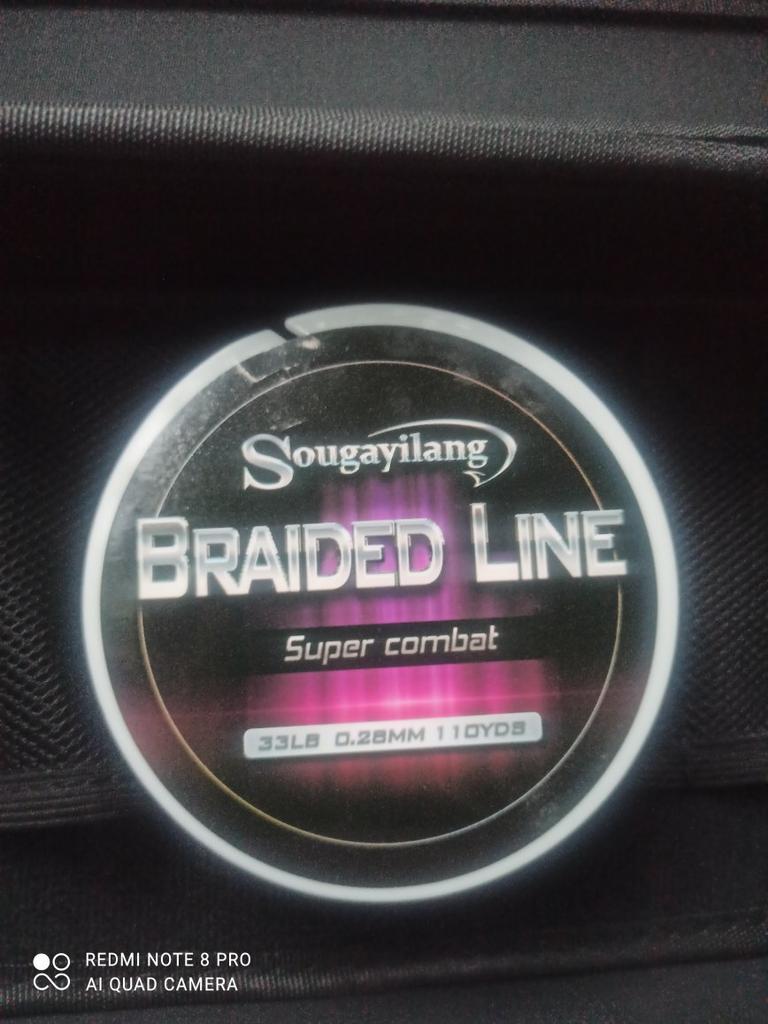 Sougayilang
BRAIDED LINE
Super combat
33LB 0.28MM 110YDS
REDMI NOTE 8 PRO
AI QUAD CAMERA